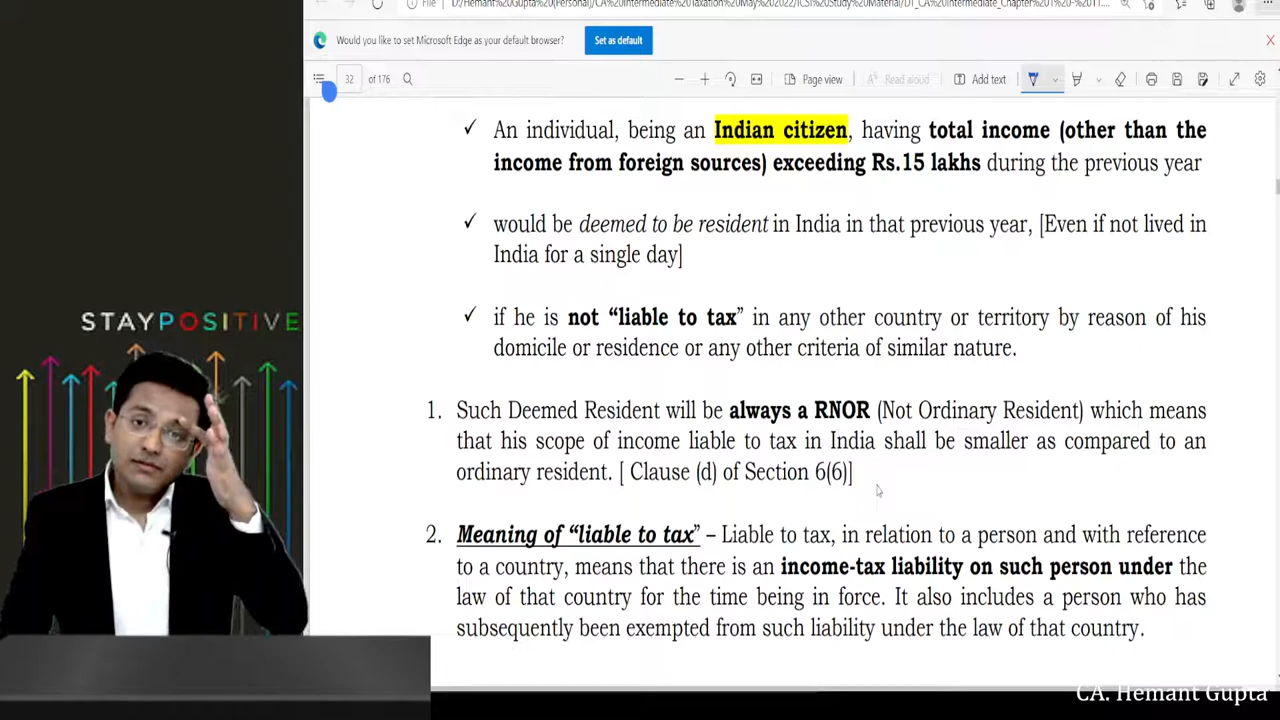 File
Would you like to set Microsoft Edge as your default browser? Set as default
32 of 176 Page view Read aloud Add text
✓ An individual, being an Indian citizen, having total income (other than the
income from foreign sources) exceeding Rs.15 lakhs during the previous year
✓ would be deemed to be resident in India in that previous year, [Even if not lived in
India for a single day]
✓ if he is not “liable to tax” in any other country or territory by reason of his
domicile or residence or any other criteria of similar nature.
STAYPOSITIVE
1. Such Deemed Resident will be always a RNOR (Not Ordinary Resident) which means
that his scope of income liable to tax in India shall be smaller as compared to an
ordinary resident. [ Clause (d) of Section 6(6)]
2. Meaning of “liable to tax” – Liable to tax, in relation to a person and with reference
to a country, means that there is an income-tax liability on such person under the
law of that country for the time being in force. It also includes a person who has
subsequently been exempted from such liability under the law of that country.
CA. Hemant Gupta